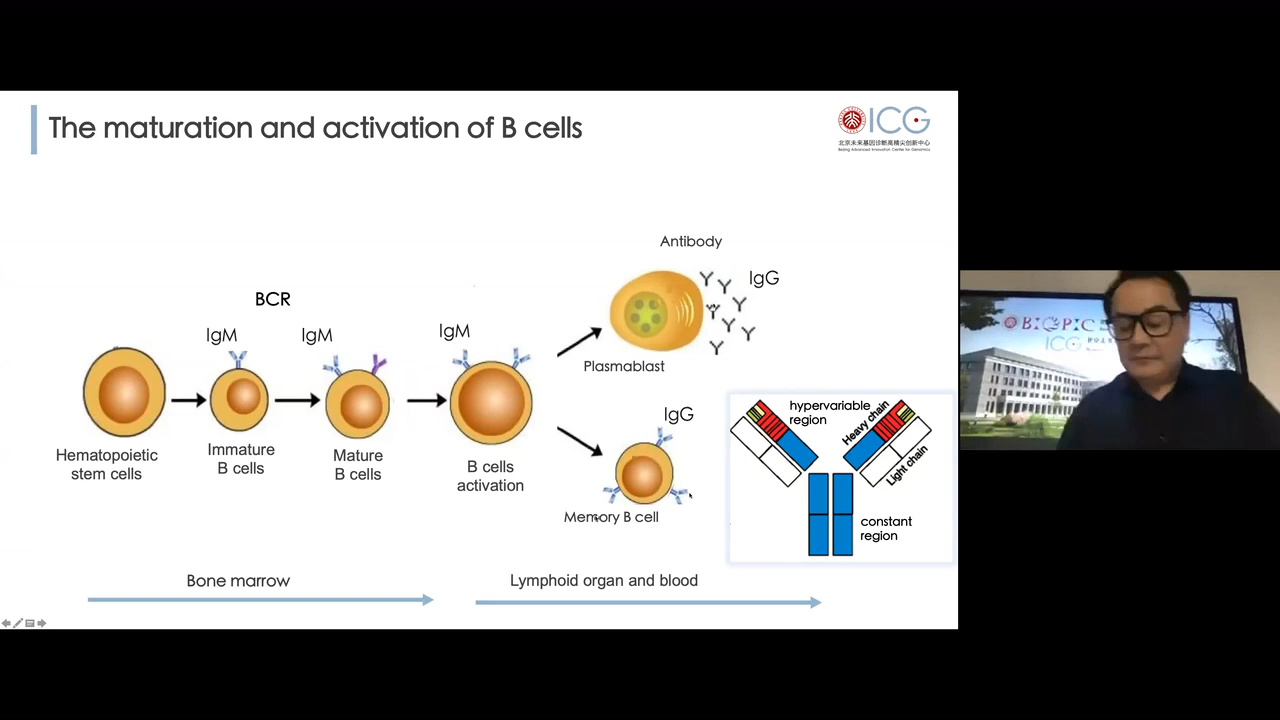 The maturation and activation of B cells
ICG
北京未来基因诊断高精尖创新中心
Beijing Advanced Innovation Center for Genomics
Antibody
IgG
BCR
IgM
IgM
IgM
Plasmablast
Hematopoietic
stem cells
Immature
B cells
Mature
B cells
B cells
activation
IgG
Memory B cell
hypervariable
region
Heavy chain
Light chain
constant
region
Bone marrow
Lymphoid organ and blood
BIOPIC
ICG